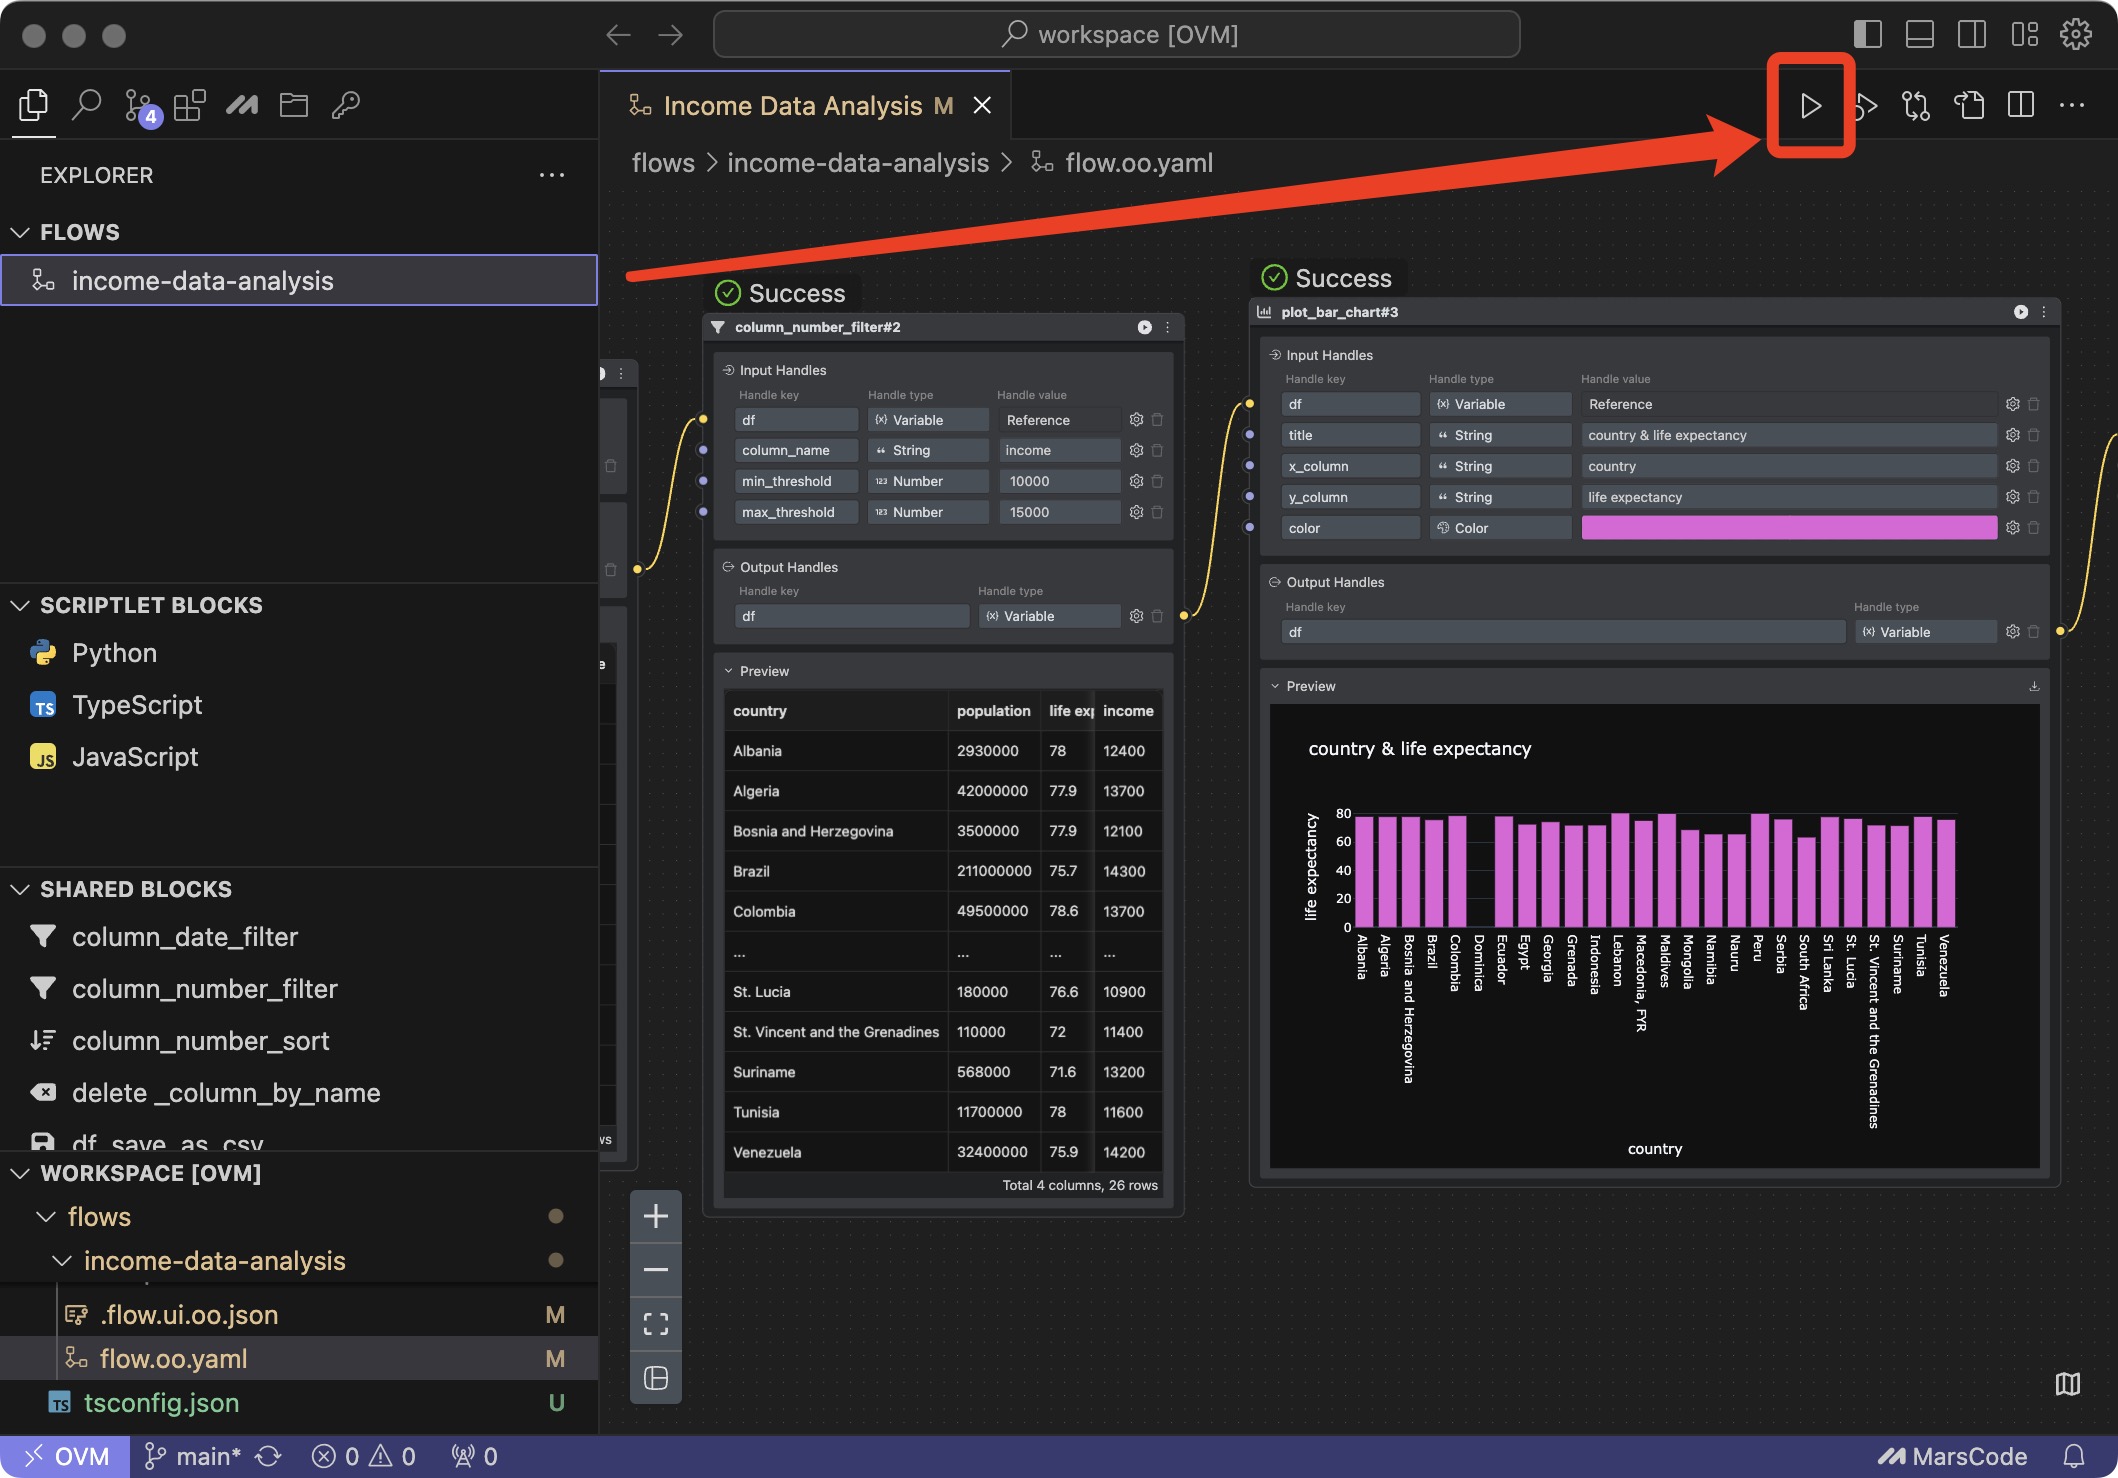 workspace [OVM]
4
Income Data Analysis M
EXPLORER
flows > income-data-analysis > flow.oo.yaml
FLOWS
income-data-analysis
SCRIPTLET BLOCKS
Python
TS TypeScript
JS JavaScript
SHARED BLOCKS
column_date_filter
column_number_filter
column_number_sort
delete _column_by_name
df_save_as_csv
WORKSPACE [OVM]
flows
income-data-analysis
.flow.ui.oo.json M
flow.oo.yaml M
TS tsconfig.json U
Success
column_number_filter#2
Input Handles
Handle key Handle type Handle value
df (x) Variable Reference
column_name “ String income
min_threshold 123 Number 10000
max_threshold 123 Number 15000
Output Handles
Handle key Handle type
df (x) Variable
Preview
country population life exp income
Albania 2930000 78 12400
Algeria 42000000 77.9 13700
Bosnia and Herzegovina 3500000 77.9 12100
Brazil 211000000 75.7 14300
Colombia 49500000 78.6 13700
... ... ... ...
St. Lucia 180000 76.6 10900
St. Vincent and the Grenadines 110000 72 11400
Suriname 568000 71.6 13200
Tunisia 11700000 78 11600
Venezuela 32400000 75.9 14200
Total 4 columns, 26 rows
Success
plot_bar_chart#3
Input Handles
Handle key Handle type Handle value
df (x) Variable Reference
title “ String country & life expectancy
x_column “ String country
y_column “ String life expectancy
color Color
Output Handles
Handle key Handle type
df (x) Variable
Preview
country & life expectancy
life expectancy
80
60
40
20
0
Albania
Algeria
Bosnia and Herzegovina
Brazil
Colombia
Dominica
Ecuador
Egypt
Georgia
Grenada
Indonesia
Lebanon
Macedonia, FYR
Maldives
Mongolia
Namibia
Nauru
Peru
Serbia
South Africa
Sri Lanka
St. Lucia
St. Vincent and the Grenadines
Suriname
Tunisia
Venezuela
country
OVM main* 0 0 0 MarsCode